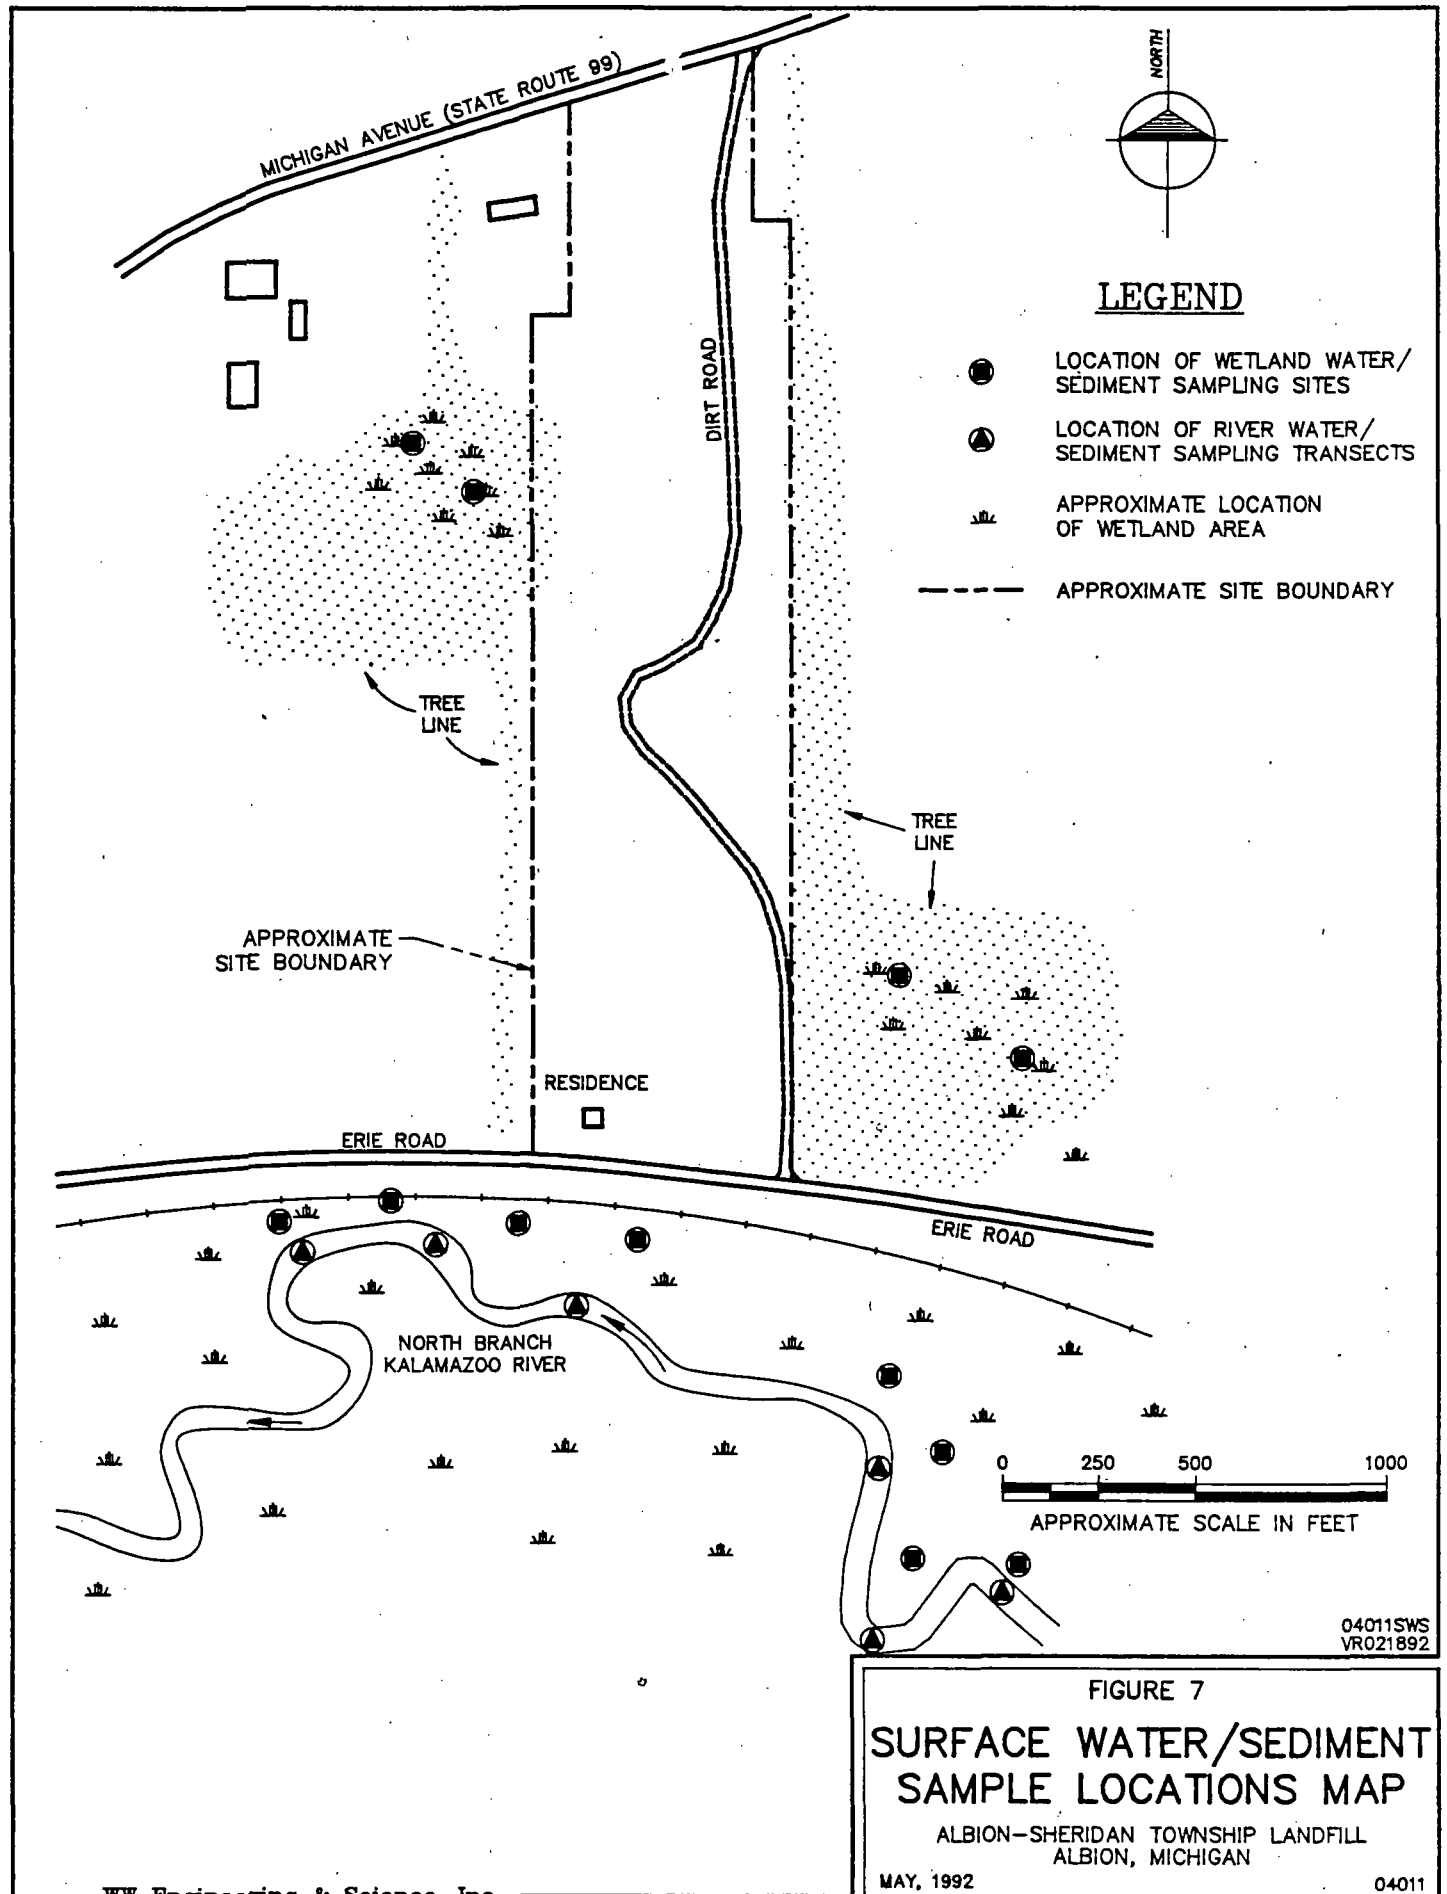 MICHIGAN AVENUE (STATE ROUTE 99)
NORTH
LEGEND
LOCATION OF WETLAND WATER/
SEDIMENT SAMPLING SITES
LOCATION OF RIVER WATER/
SEDIMENT SAMPLING TRANSECTS
APPROXIMATE LOCATION
OF WETLAND AREA
APPROXIMATE SITE BOUNDARY
DIRT ROAD
TREE
LINE
TREE
LINE
APPROXIMATE
SITE BOUNDARY
RESIDENCE
ERIE ROAD
ERIE ROAD
NORTH BRANCH
KALAMAZOO RIVER
0 250 500 1000
APPROXIMATE SCALE IN FEET
04011SWS
VR021892
FIGURE 7
SURFACE WATER/SEDIMENT
SAMPLE LOCATIONS MAP
ALBION-SHERIDAN TOWNSHIP LANDFILL
ALBION, MICHIGAN
MAY, 1992 04011
WW Engineering & Science, Inc.